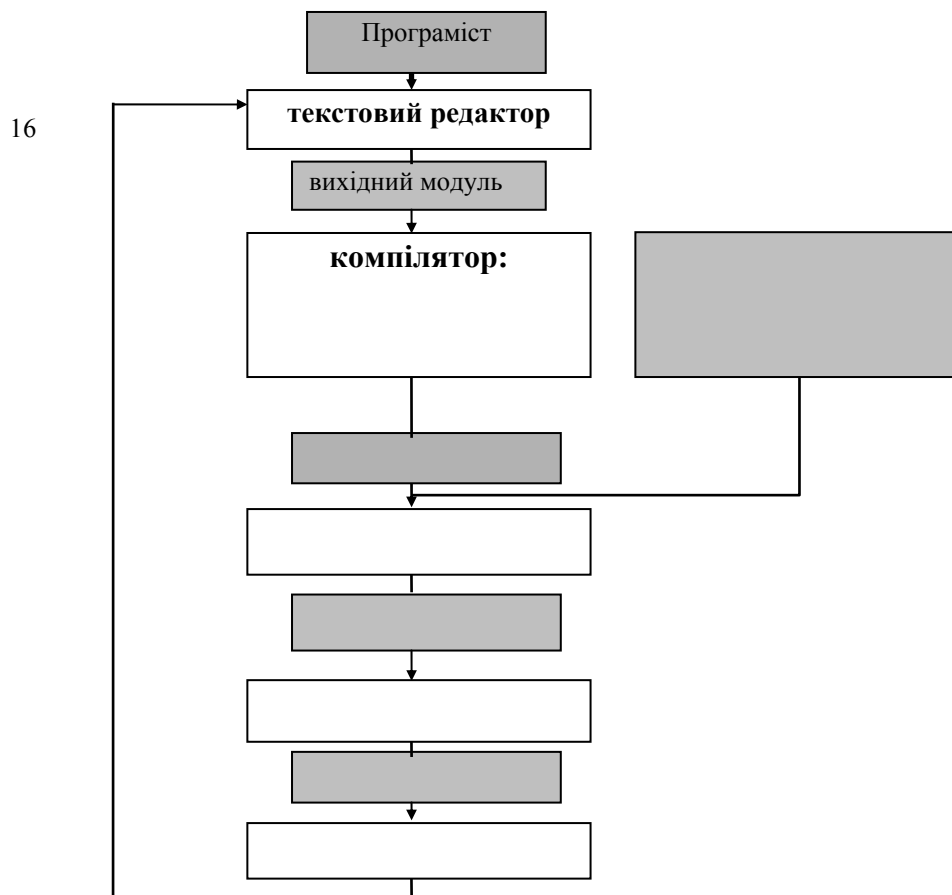 Програміст
текстовий редактор
16
вихідний модуль
компілятор: